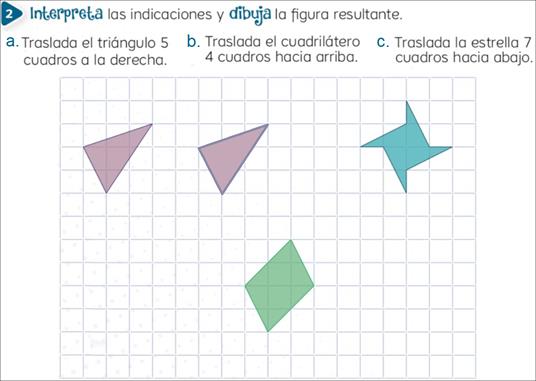 2 Interpreta las indicaciones y dibuja la figura resultante.
a. Traslada el triángulo 5
cuadros a la derecha.
b. Traslada el cuadrilátero
4 cuadros hacia arriba.
c. Traslada la estrella 7
cuadros hacia abajo.